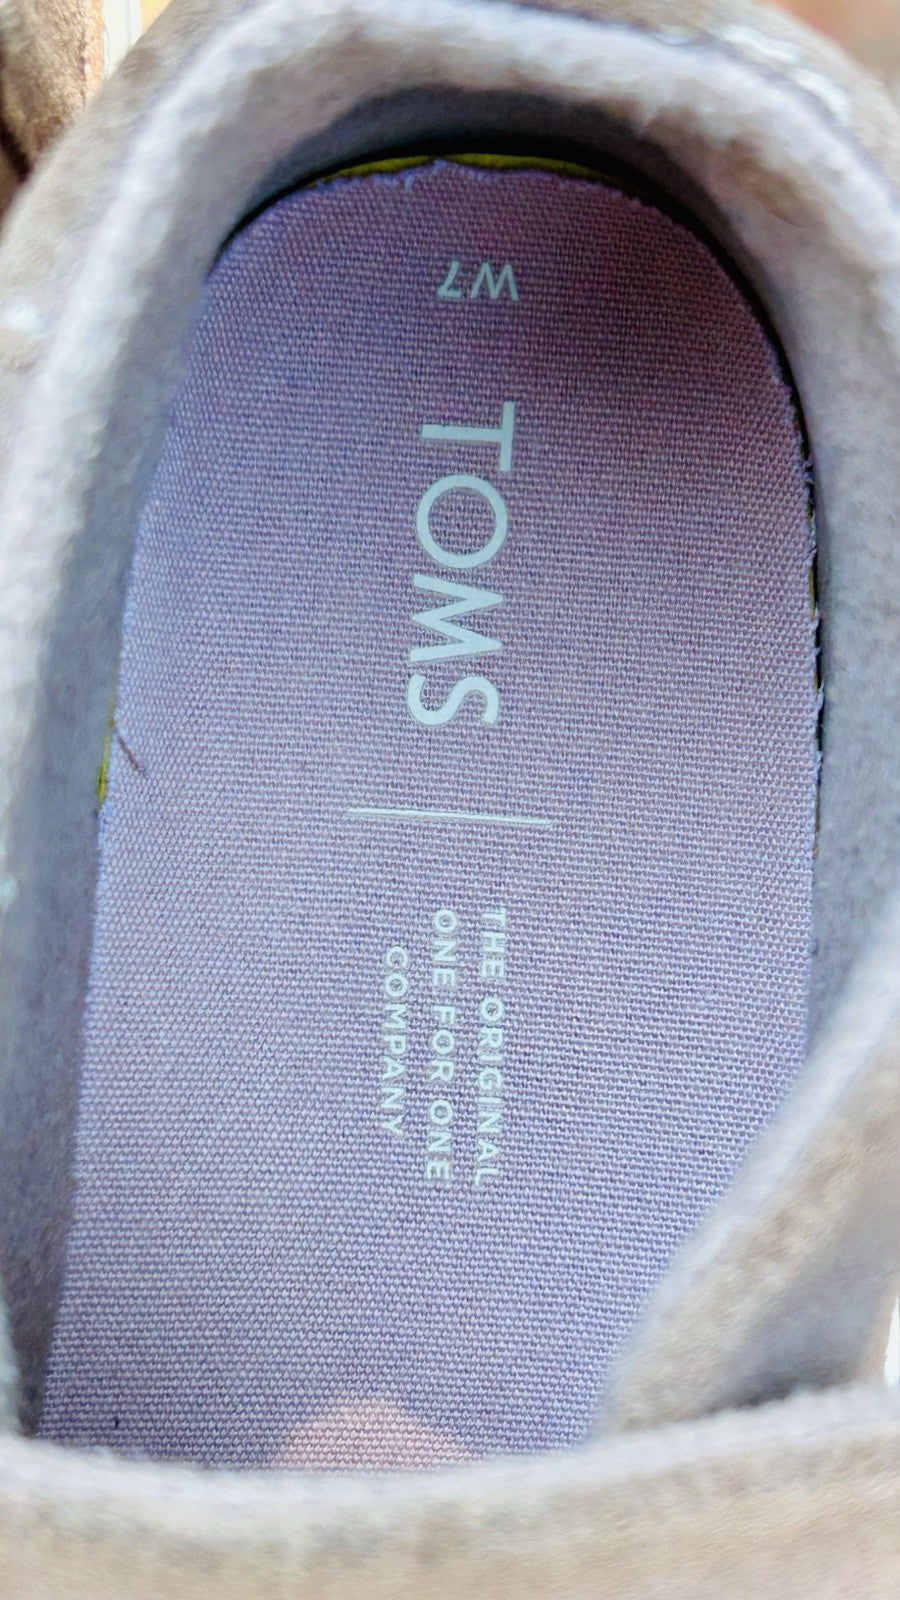 W7
TOMS
THE ORIGINAL
ONE FOR ONE
COMPANY